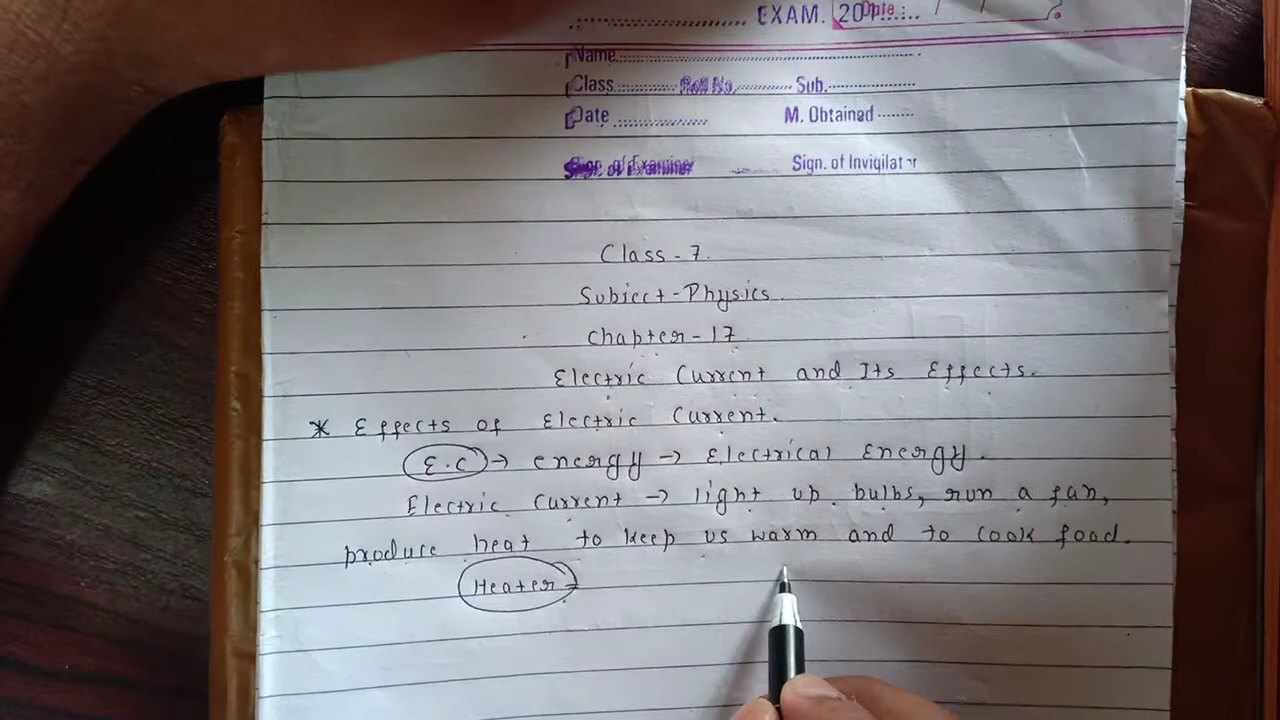 EXAM. 20 Date
Name
Class Roll No. Sub.
Date M. Obtained
Sign. of Examiner Sign. of Invigilator
Class - 7.
Subject - Physics.
Chapter - 17
Electric Current and Its Effects.
* Effects of Electric Current.
E.C → energy → Electrical Energy.
Electric Current → light up bulbs, run a fan,
produce heat to keep us warm and to cook food.
Heater →